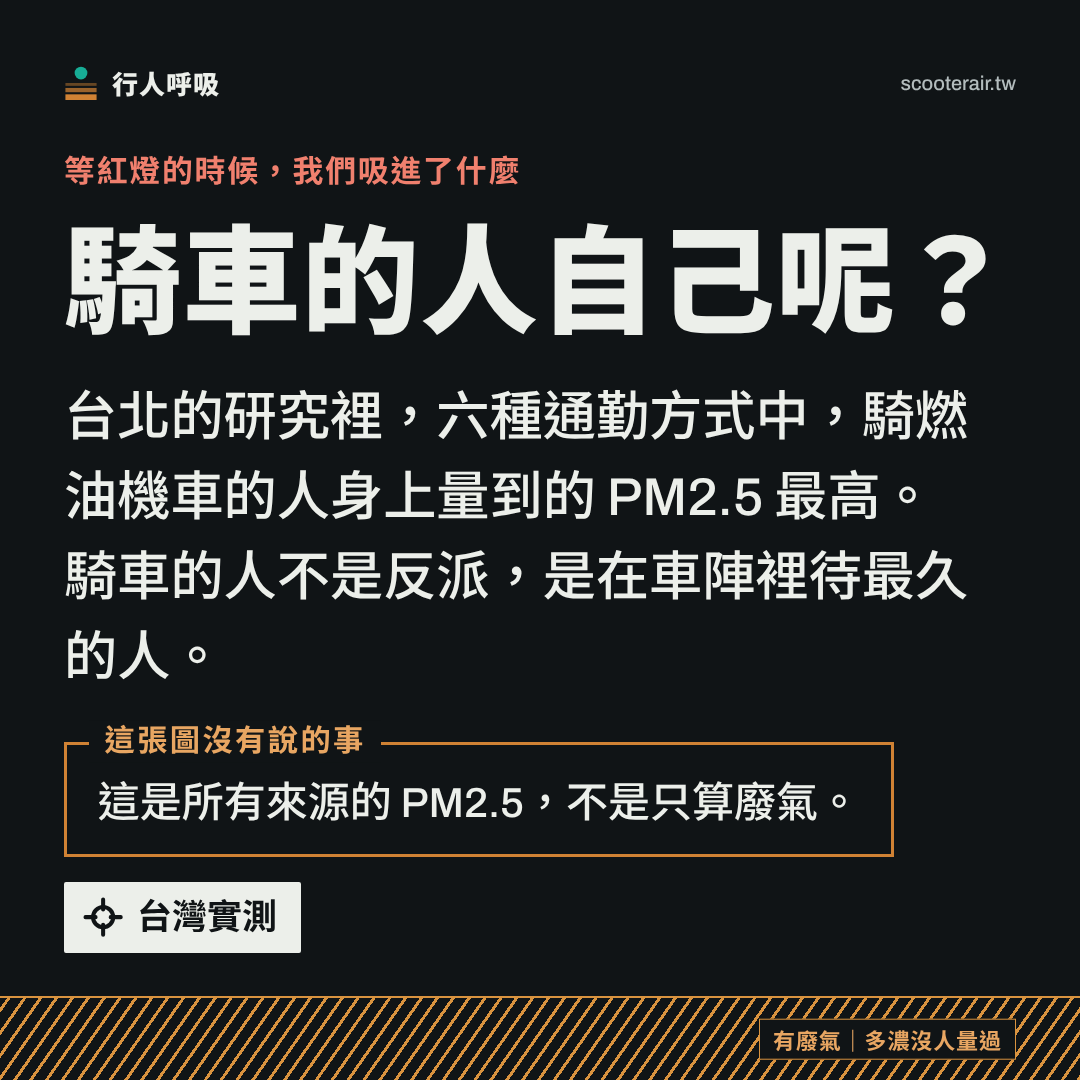 行人呼吸
scooterair.tw
等紅燈的時候，我們吸進了什麼
騎車的人自己呢？
台北的研究裡，六種通勤方式中，騎燃
油機車的人身上量到的 PM2.5 最高。
騎車的人不是反派，是在車陣裡待最久
的人。
這張圖沒有說的事
這是所有來源的 PM2.5，不是只算廢氣。
台灣實測
有廢氣｜多濃沒人量過